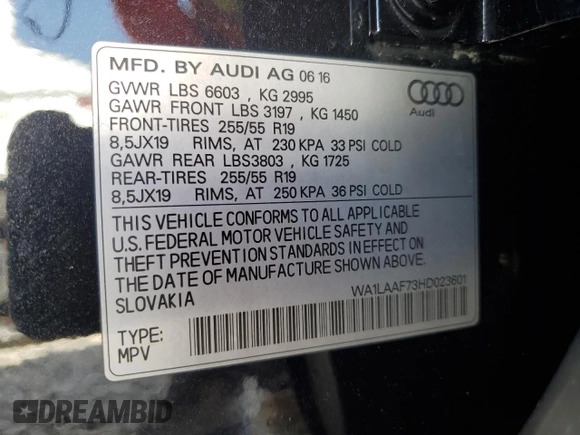 MFD. BY AUDI AG 06 16
GVWR LBS 6603 , KG 2995
GAWR FRONT LBS 3197 , KG 1450
FRONT-TIRES 255/55 R19
8,5JX19 RIMS, AT 230 KPA 33 PSI COLD
GAWR REAR LBS3803 , KG 1725
REAR-TIRES 255/55 R19
8,5JX19 RIMS, AT 250 KPA 36 PSI COLD
Audi
THIS VEHICLE CONFORMS TO ALL APPLICABLE
U.S. FEDERAL MOTOR VEHICLE SAFETY AND
THEFT PREVENTION STANDARDS IN EFFECT ON
THE DATE OF MANUFACTURE SHOWN ABOVE.
SLOVAKIA
WA1LAAF73HD023601
TYPE:
MPV
DREAMBID